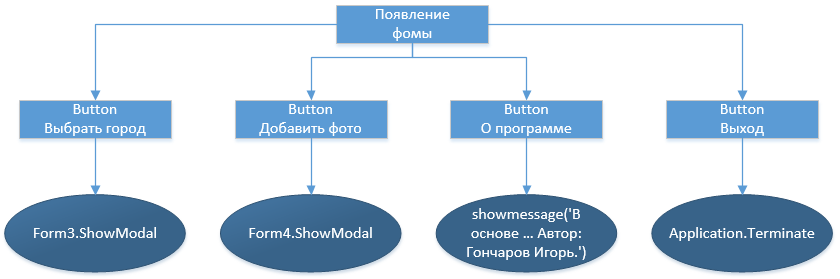 Появление
фомы
Button
Выбрать город
Button
Добавить фото
Button
О программе
Button
Выход
Form3.ShowModal
Form4.ShowModal
showmessage('В
основе ... Автор:
Гончаров Игорь.')
Application.Terminate